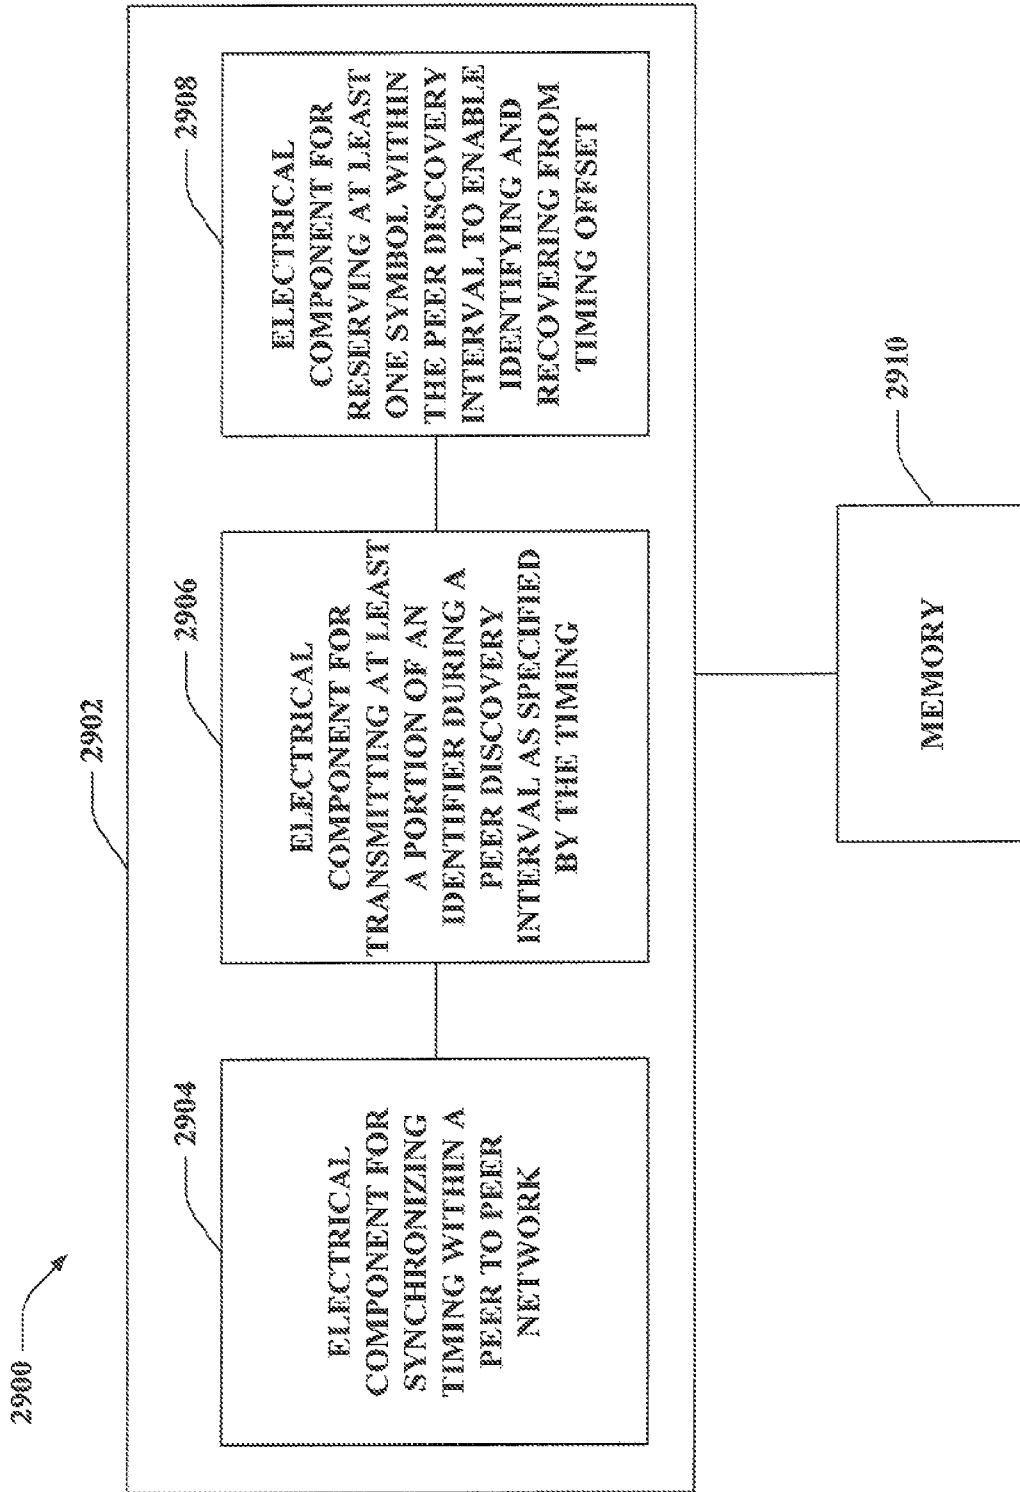 2900
2902
2904
ELECTRICAL
COMPONENT FOR
SYNCHRONIZING
TIMING WITHIN A
PEER TO PEER
NETWORK
2906
ELECTRICAL
COMPONENT FOR
TRANSMITTING AT LEAST
A PORTION OF AN
IDENTIFIER DURING A
PEER DISCOVERY
INTERVAL AS SPECIFIED
BY THE TIMING
2908
ELECTRICAL
COMPONENT FOR
RESERVING AT LEAST
ONE SYMBOL WITHIN
THE PEER DISCOVERY
INTERVAL TO ENABLE
IDENTIFYING AND
RECOVERING FROM
TIMING OFFSET
2910
MEMORY